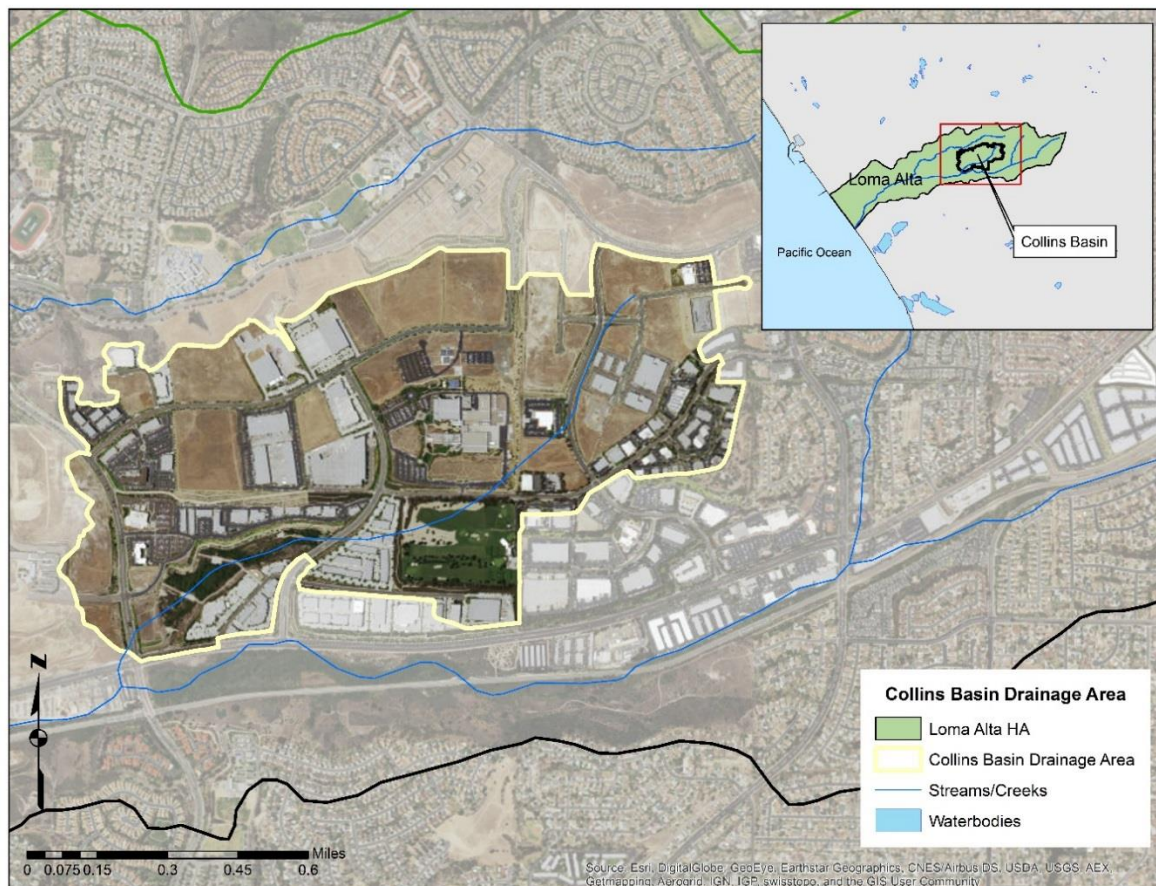 Loma Alta
Collins Basin
Pacific Ocean
Collins Basin Drainage Area
Loma Alta HA
Collins Basin Drainage Area
Streams/Creeks
Waterbodies
N
Miles
0 0.075 0.15 0.3 0.45 0.6
Source: Esri, DigitalGlobe, GeoEye, Earthstar Geographics, CNES/Airbus DS, USDA, USGS, AEX,
Getmapping, Aerogrid, IGN, IGP, swisstopo, and the GIS User Community